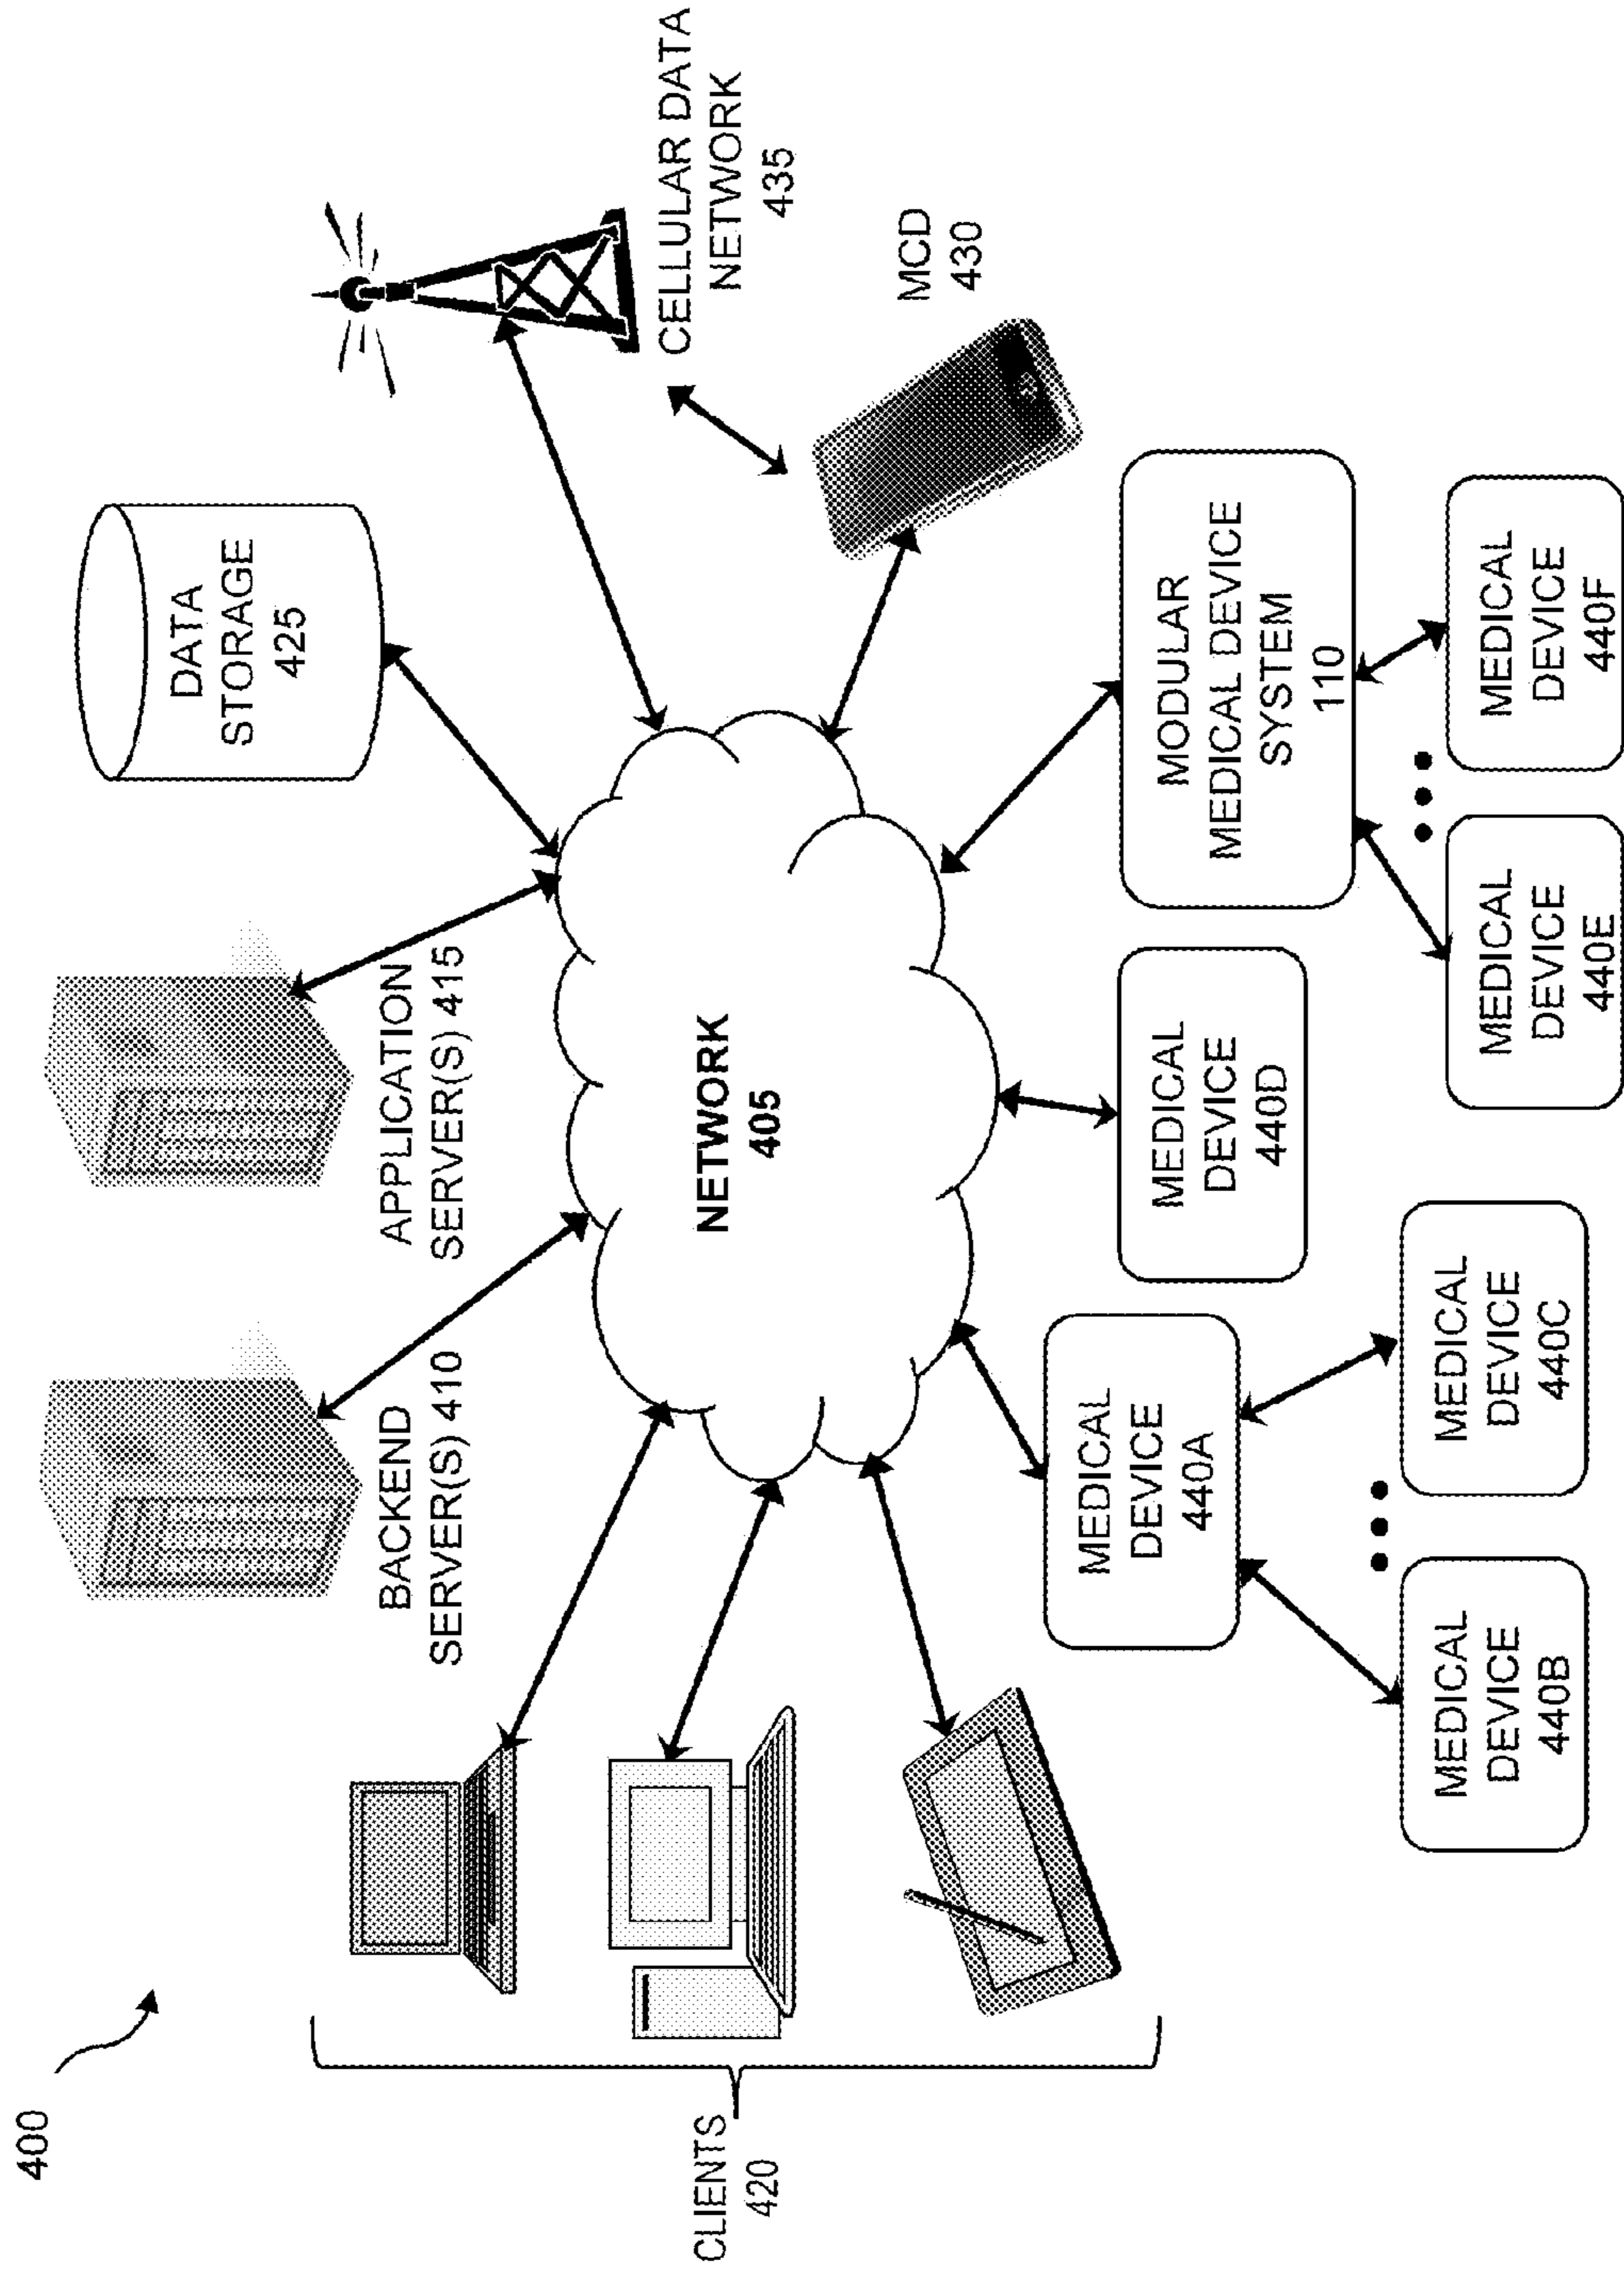 400
BACKEND
SERVER(S) 410
APPLICATION
SERVER(S) 415
DATA
STORAGE
425
CELLULAR DATA
NETWORK
435
CLIENTS
420
NETWORK
405
MCD
430
MEDICAL
DEVICE
440A
MEDICAL
DEVICE
440D
MODULAR
MEDICAL DEVICE
SYSTEM
110
MEDICAL
DEVICE
440B
MEDICAL
DEVICE
440C
MEDICAL
DEVICE
440E
MEDICAL
DEVICE
440F